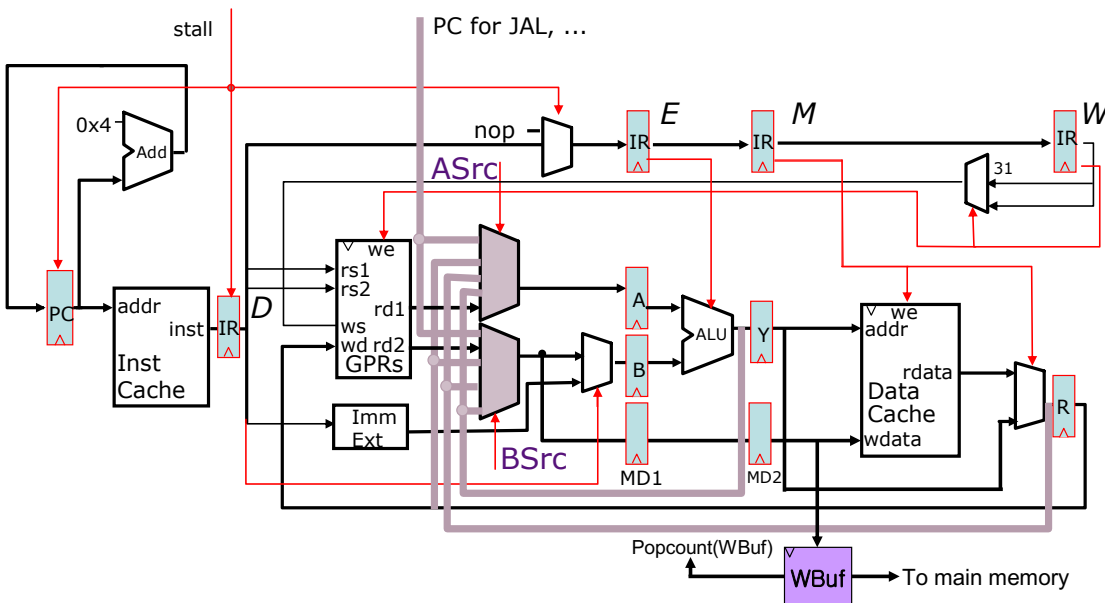 stall
PC for JAL, ...
0x4
Add
nop
IR
E
IR
M
IR
W
31
ASrc
we
rs1
rs2
rd1
ws
wd
rd2
GPRs
PC
addr
inst
Inst
Cache
IR
D
A
B
ALU
Y
we
addr
rdata
Data
Cache
wdata
R
Imm
Ext
BSrc
MD1
MD2
Popcount(WBuf)
WBuf
To main memory